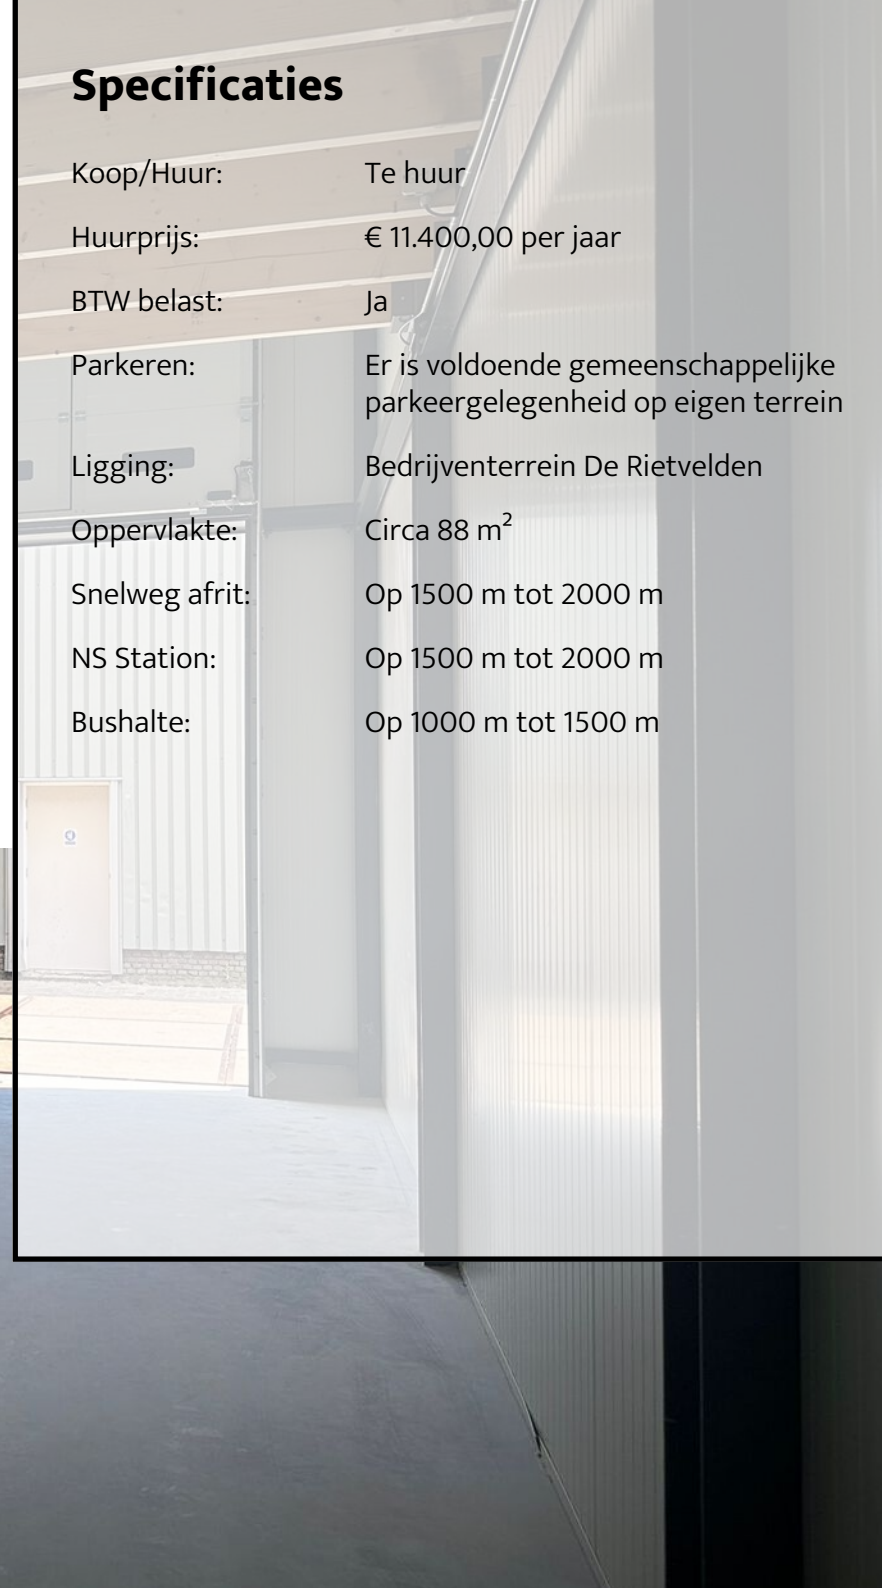 Specificaties
Koop/Huur: Te huur
Huurprijs: € 11.400,00 per jaar
BTW belast: Ja
Parkeren: Er is voldoende gemeenschappelijke
parkeergelegenheid op eigen terrein
Ligging: Bedrijventerrein De Rietvelden
Oppervlakte: Circa 88 m²
Snelweg afrit: Op 1500 m tot 2000 m
NS Station: Op 1500 m tot 2000 m
Bushalte: Op 1000 m tot 1500 m